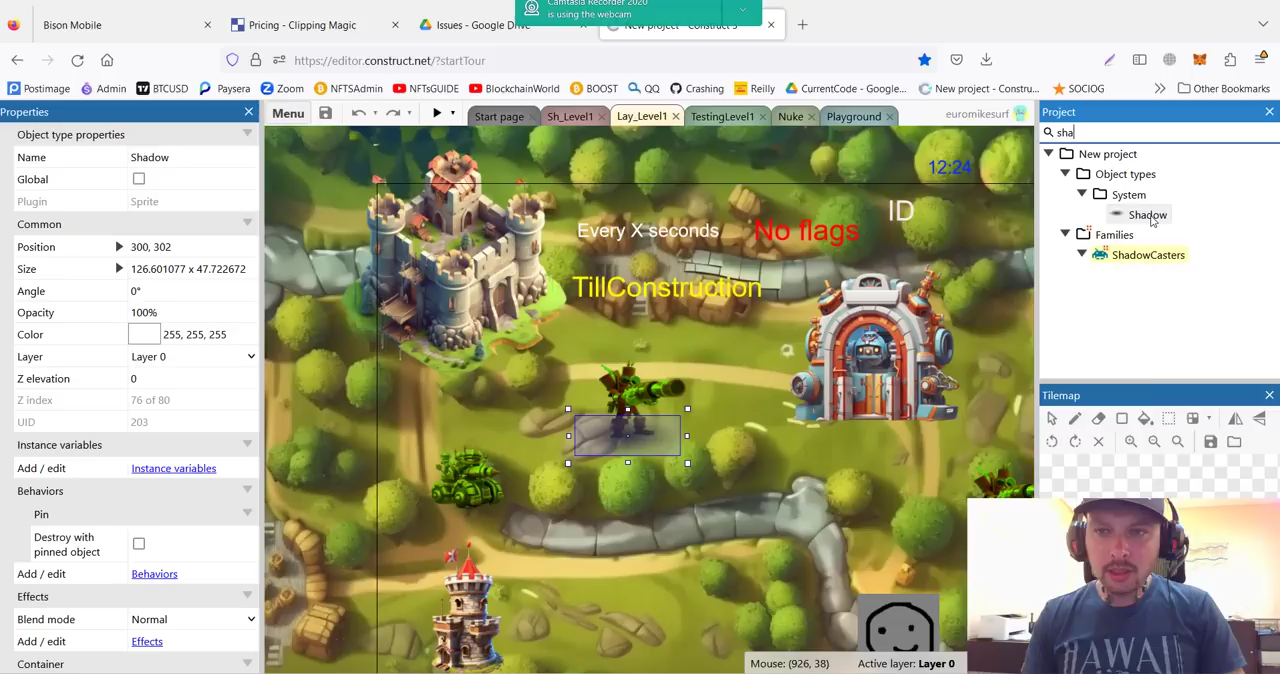 Camtasia Recorder 2020
is using the webcam
Bison Mobile
Pricing - Clipping Magic
Issues - Google Drive
New project - Construct 3
https://editor.construct.net/?startTour
Postimage
Admin
BTCUSD
Paysera
Zoom
NFTSAdmin
NFTsGUIDE
BlockchainWorld
BOOST
QQ
Crashing
Reilly
CurrentCode - Google...
New project - Constru...
SOCIOG
Other Bookmarks
Properties
Menu
Start page
Sh_Level1
Lay_Level1
TestingLevel1
Nuke
Playground
euromikesurf
Project
Object type properties
Name Shadow
Global
Plugin Sprite
Common
Position 300, 302
Size 126.601077 x 47.722672
Angle 0°
Opacity 100%
Color 255, 255, 255
Layer Layer 0
Z elevation 0
Z index 76 of 80
UID 203
Instance variables
Add / edit Instance variables
Behaviors
Pin
Destroy with
pinned object
Add / edit Behaviors
Effects
Blend mode Normal
Add / edit Effects
Container
12:24
ID
Every X seconds
No flags
TillConstruction
Mouse: (926, 38) Active layer: Layer 0
sha
New project
Object types
System
Shadow
Families
ShadowCasters
Tilemap
HAWAI